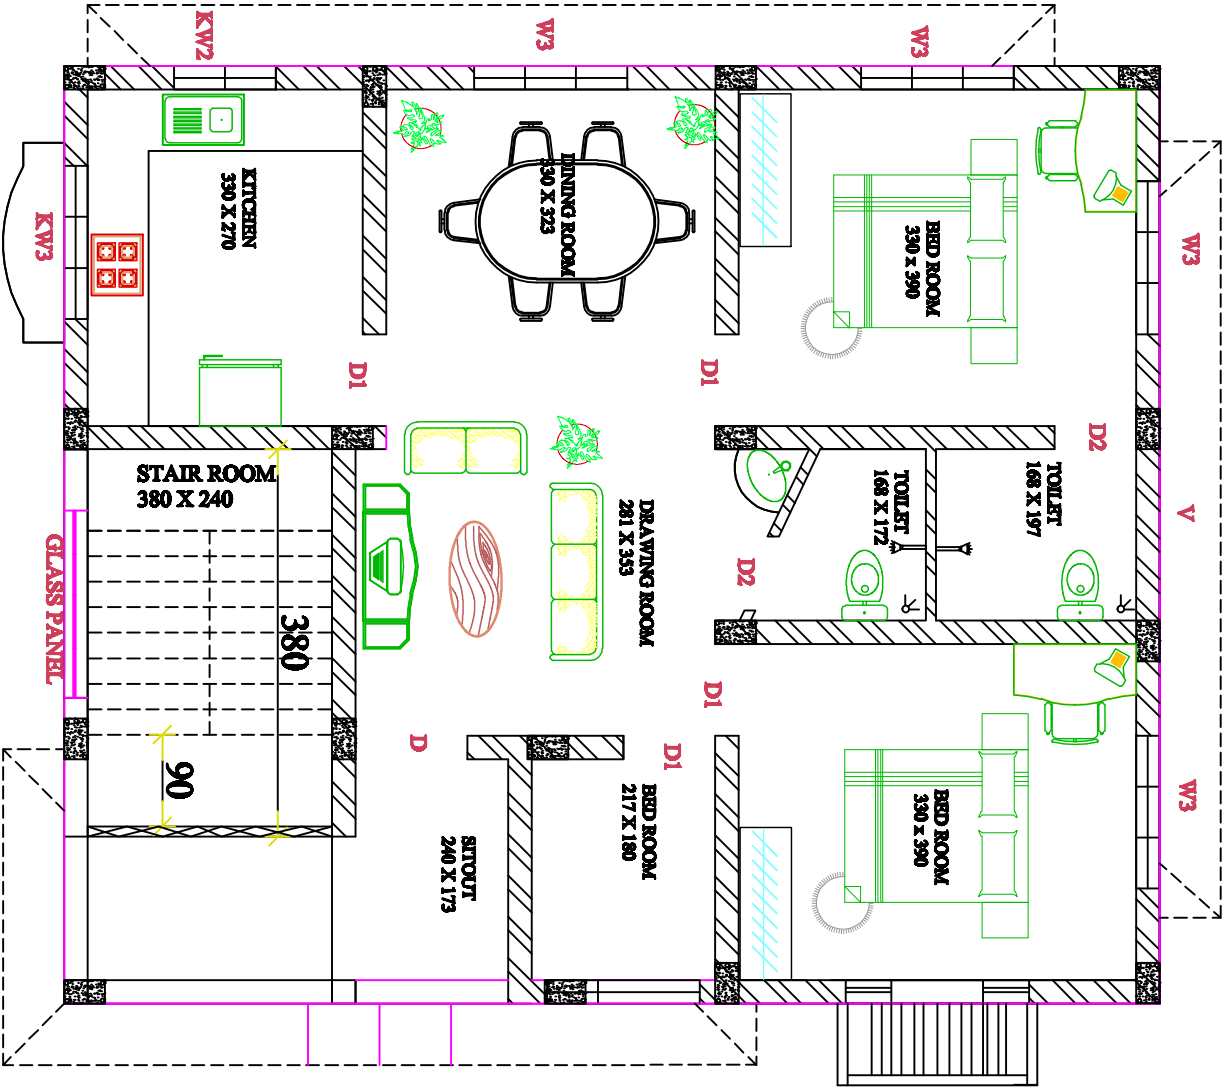 KW2
W3
W3
KITCHEN
330 X 270
DINING ROOM
330 X 323
BED ROOM
330 x 390
KW3
W3
D1
D1
D2
STAIR ROOM
380 X 240
TOILET
168 X 172
TOILET
168 X 197
V
DRAWING ROOM
281 X 353
D2
GLASS PANEL
380
D1
D
D1
90
BED ROOM
217 X 180
BED ROOM
330 x 390
W3
SITOUT
240 X 173